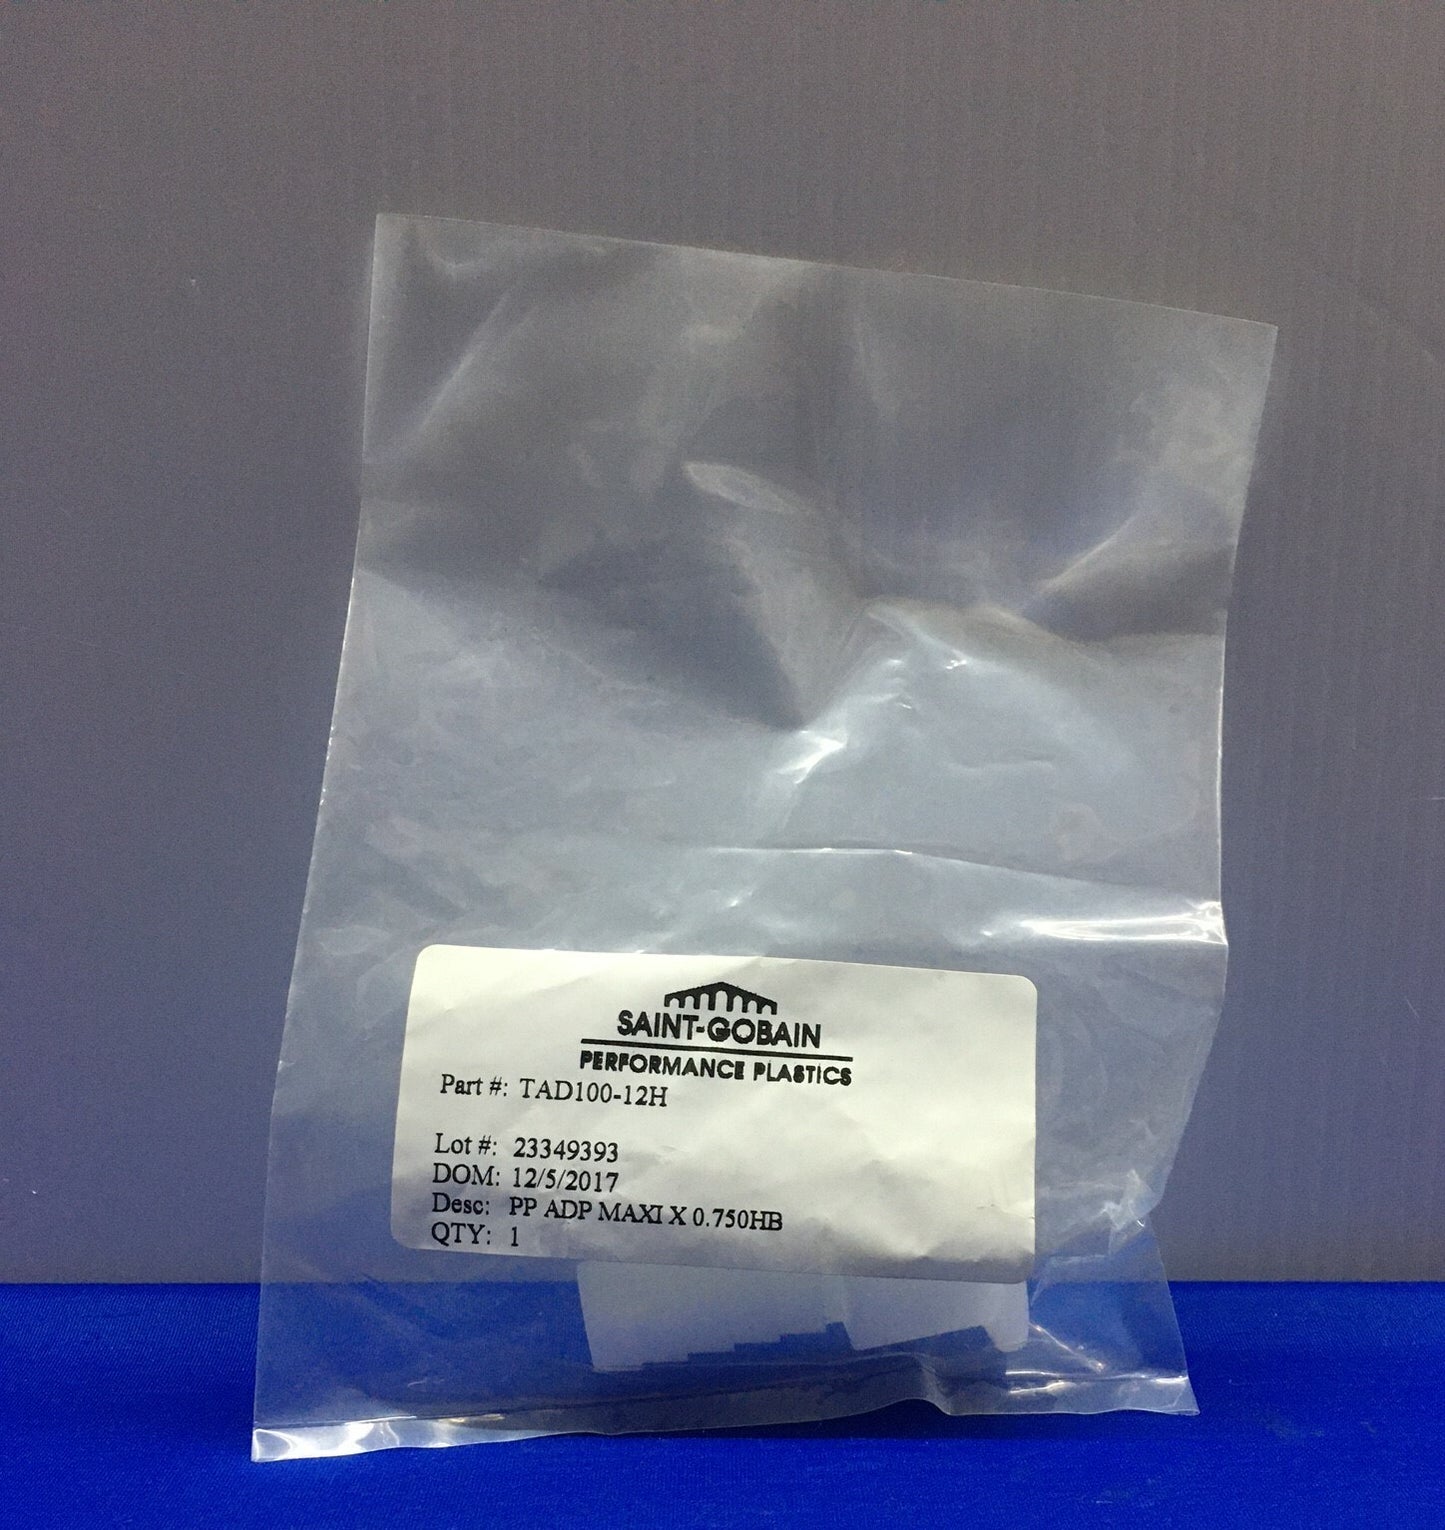 SAINT-GOBAIN
PERFORMANCE PLASTICS
Part #: TAD100-12H
Lot #: 23349393
DOM: 12/5/2017
Desc: PP ADP MAXI X 0.750HB
QTY: 1